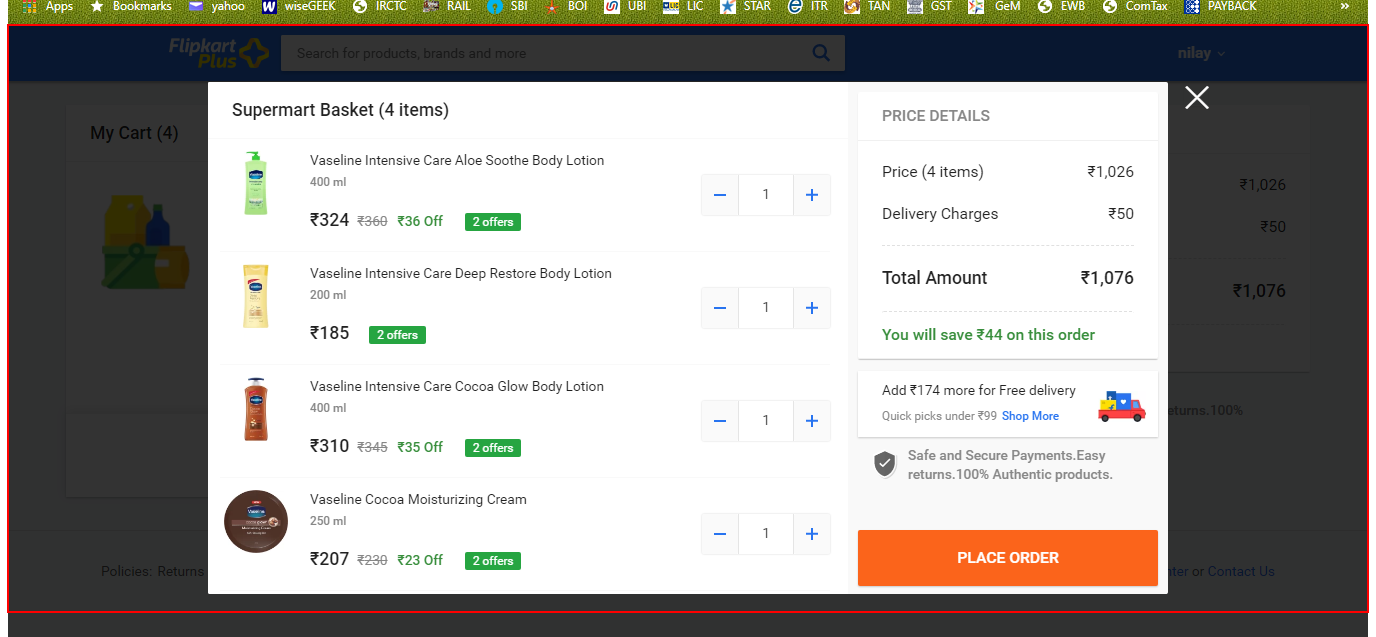 Apps Bookmarks yahoo wiseGEEK IRCTC RAIL SBI BOI UBI LIC STAR ITR TAN GST GeM EWB ComTax PAYBACK »
Flipkart
Plus
Search for products, brands and more
nilay
My Cart (4)
Supermart Basket (4 items)
Vaseline Intensive Care Aloe Soothe Body Lotion
400 ml
₹324 ₹360 ₹36 Off 2 offers
− 1 +
Vaseline Intensive Care Deep Restore Body Lotion
200 ml
₹185 2 offers
− 1 +
Vaseline Intensive Care Cocoa Glow Body Lotion
400 ml
₹310 ₹345 ₹35 Off 2 offers
− 1 +
Vaseline Cocoa Moisturizing Cream
250 ml
₹207 ₹230 ₹23 Off 2 offers
− 1 +
PRICE DETAILS
Price (4 items) ₹1,026
Delivery Charges ₹50
Total Amount ₹1,076
You will save ₹44 on this order
Add ₹174 more for Free delivery
Quick picks under ₹99 Shop More
Safe and Secure Payments.Easy
returns.100% Authentic products.
PLACE ORDER
₹1,026
₹50
₹1,076
eturns.100%
Policies: Returns
nter or Contact Us